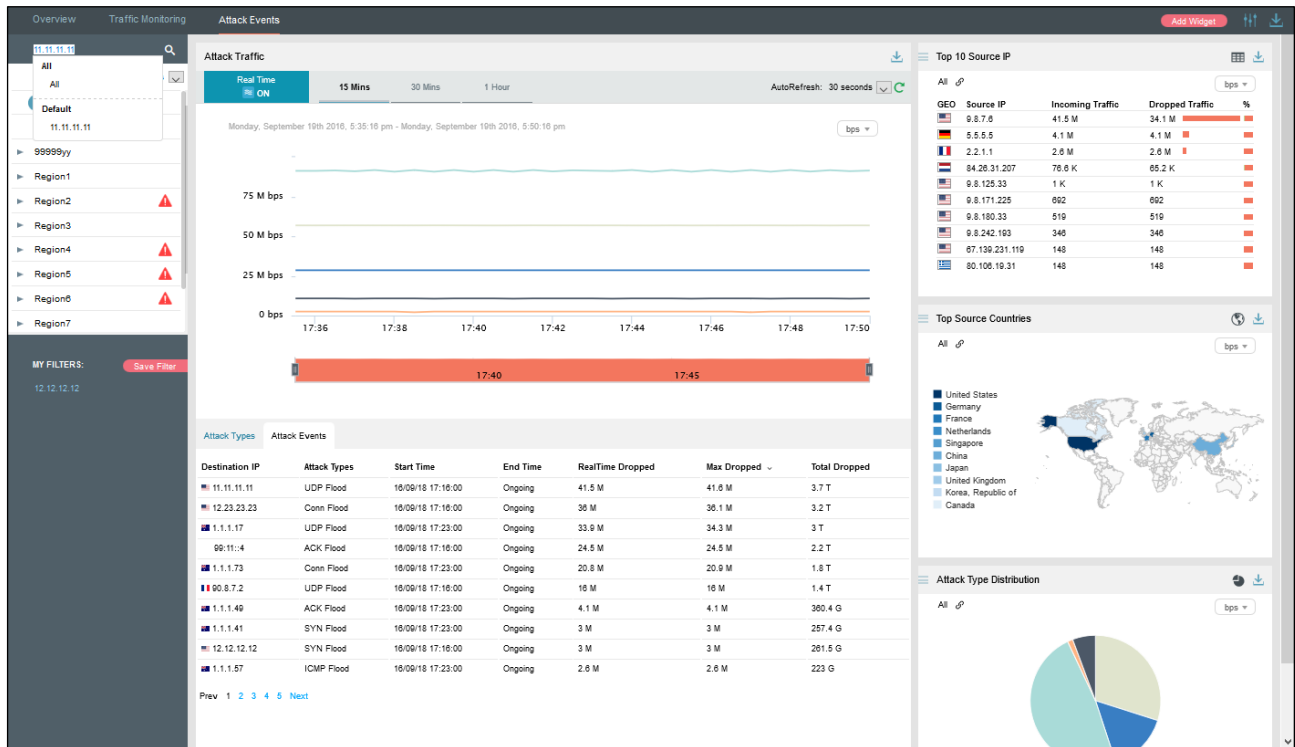 Overview Traffic Monitoring Attack Events Add Widget
11.11.11.11
All
All
Default
11.11.11.11
99999yy
Region1
Region2
Region3
Region4
Region5
Region6
Region7
MY FILTERS: Save Filter
12.12.12.12
Attack Traffic
Real Time
ON
15 Mins 30 Mins 1 Hour AutoRefresh: 30 seconds
Monday, September 19th 2016, 5:35:16 pm - Monday, September 19th 2016, 5:50:16 pm bps
75 M bps
50 M bps
25 M bps
0 bps
17:36 17:38 17:40 17:42 17:44 17:46 17:48 17:50
17:40 17:45
Attack Types Attack Events
Destination IP Attack Types Start Time End Time RealTime Dropped Max Dropped Total Dropped
11.11.11.11 UDP Flood 16/09/18 17:16:00 Ongoing 41.5 M 41.6 M 3.7 T
12.23.23.23 Conn Flood 16/09/18 17:16:00 Ongoing 36 M 36.1 M 3.2 T
1.1.1.17 UDP Flood 16/09/18 17:23:00 Ongoing 33.9 M 34.3 M 3 T
99:11::4 ACK Flood 16/09/18 17:16:00 Ongoing 24.5 M 24.5 M 2.2 T
1.1.1.73 Conn Flood 16/09/18 17:23:00 Ongoing 20.8 M 20.9 M 1.8 T
90.8.7.2 UDP Flood 16/09/18 17:16:00 Ongoing 16 M 16 M 1.4 T
1.1.1.49 ACK Flood 16/09/18 17:23:00 Ongoing 4.1 M 4.1 M 360.4 G
1.1.1.41 SYN Flood 16/09/18 17:23:00 Ongoing 3 M 3 M 257.4 G
12.12.12.12 SYN Flood 16/09/18 17:16:00 Ongoing 3 M 3 M 261.5 G
1.1.1.57 ICMP Flood 16/09/18 17:23:00 Ongoing 2.6 M 2.6 M 223 G
Prev 1 2 3 4 5 Next
Top 10 Source IP
All bps
GEO Source IP Incoming Traffic Dropped Traffic %
9.8.7.6 41.5 M 34.1 M
5.5.5.5 4.1 M 4.1 M
2.2.1.1 2.6 M 2.6 M
84.26.31.207 76.6 K 65.2 K
9.8.125.33 1 K 1 K
9.8.171.225 692 692
9.8.180.33 519 519
9.8.242.193 346 346
67.139.231.119 148 148
80.106.19.31 148 148
Top Source Countries
All bps
United States
Germany
France
Netherlands
Singapore
China
Japan
United Kingdom
Korea, Republic of
Canada
Attack Type Distribution
All bps